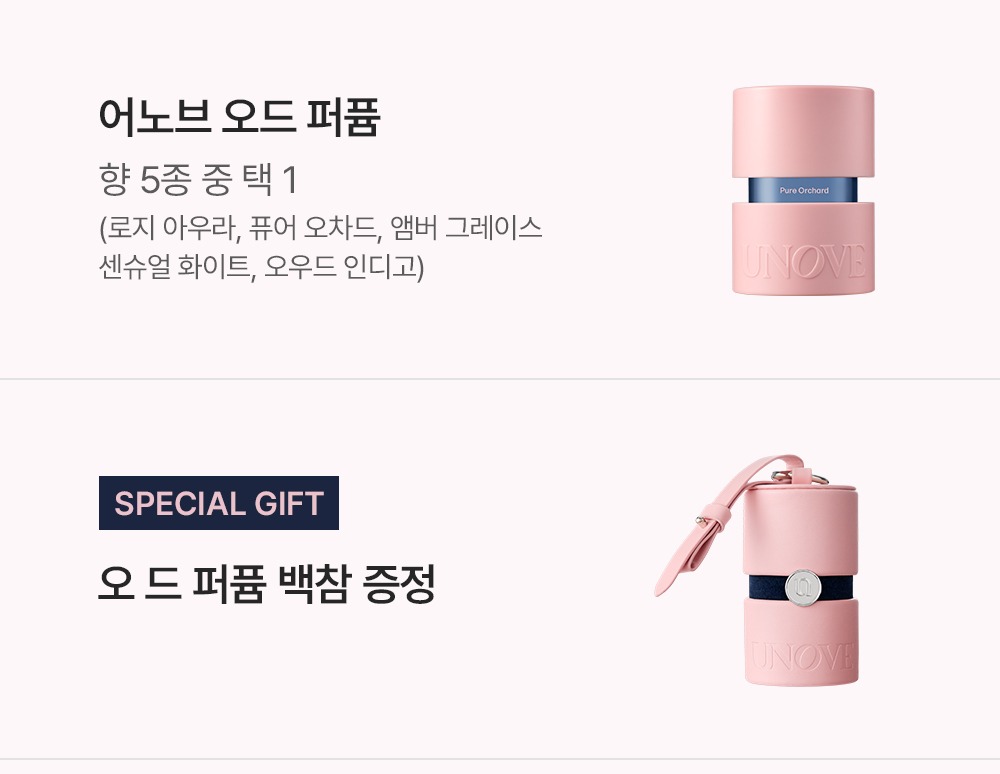 어노브 오드 퍼퓸
향 5종 중 택 1
(로지 아우라, 퓨어 오차드, 앰버 그레이스
센슈얼 화이트, 오우드 인디고)
Pure Orchard
UNOVE
SPECIAL GIFT
오 드 퍼퓸 백참 증정
UNOVE